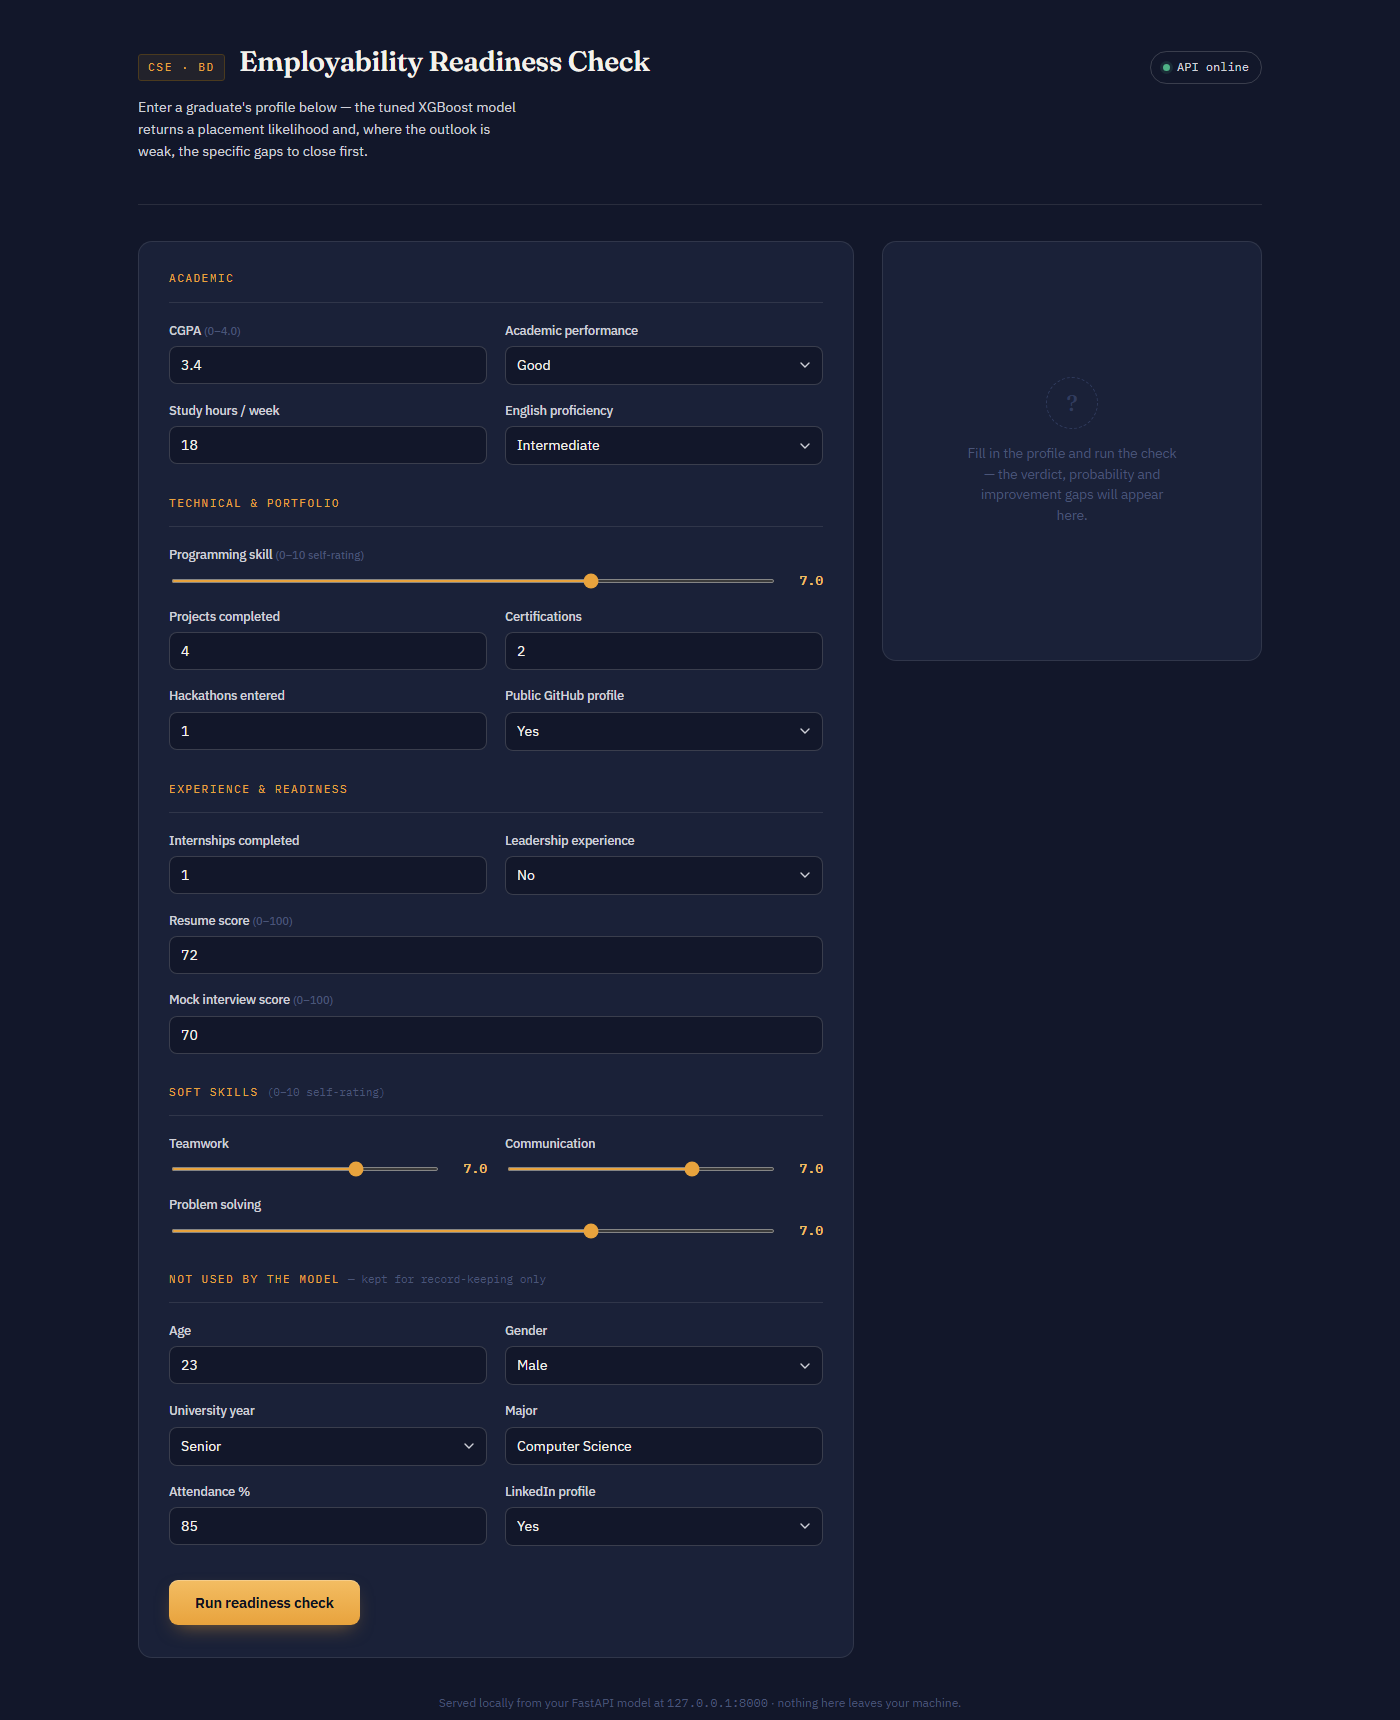 CSE · BD
Employability Readiness Check
API online
Enter a graduate's profile below — the tuned XGBoost model
returns a placement likelihood and, where the outlook is
weak, the specific gaps to close first.
ACADEMIC
CGPA (0–4.0)
Academic performance
3.4
Good
Study hours / week
English proficiency
18
Intermediate
TECHNICAL & PORTFOLIO
Programming skill (0–10 self-rating)
7.0
Projects completed
Certifications
4
2
Hackathons entered
Public GitHub profile
1
Yes
EXPERIENCE & READINESS
Internships completed
Leadership experience
1
No
Resume score (0–100)
72
Mock interview score (0–100)
70
SOFT SKILLS (0–10 self-rating)
Teamwork
Communication
7.0
7.0
Problem solving
7.0
NOT USED BY THE MODEL — kept for record-keeping only
Age
Gender
23
Male
University year
Major
Senior
Computer Science
Attendance %
LinkedIn profile
85
Yes
Run readiness check
?
Fill in the profile and run the check
— the verdict, probability and
improvement gaps will appear
here.
Served locally from your FastAPI model at 127.0.0.1:8000 · nothing here leaves your machine.